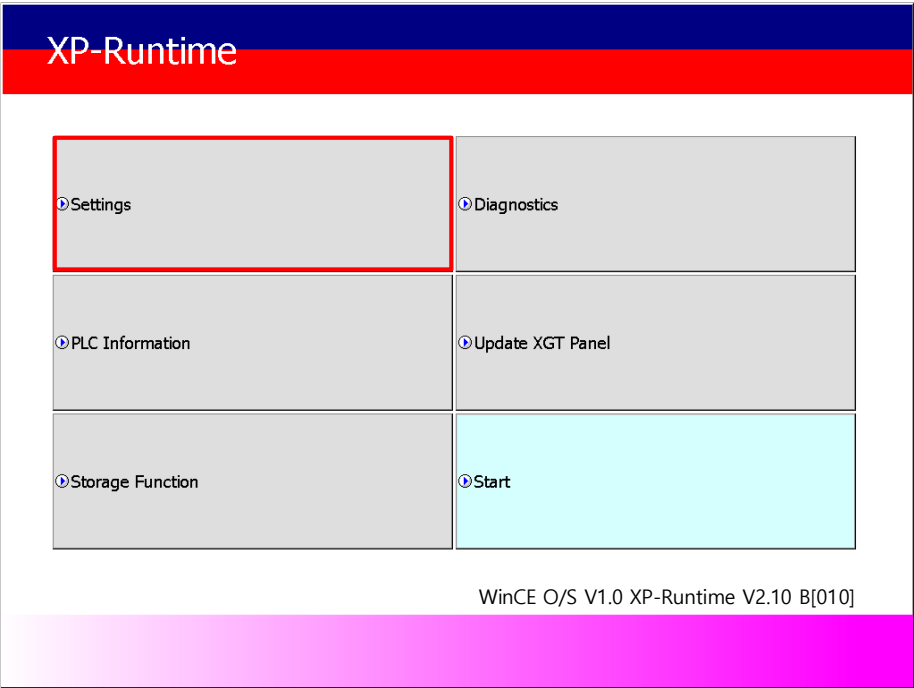 XP-Runtime
Settings
Diagnostics
PLC Information
Update XGT Panel
Storage Function
Start
WinCE O/S V1.0 XP-Runtime V2.10 B[010]